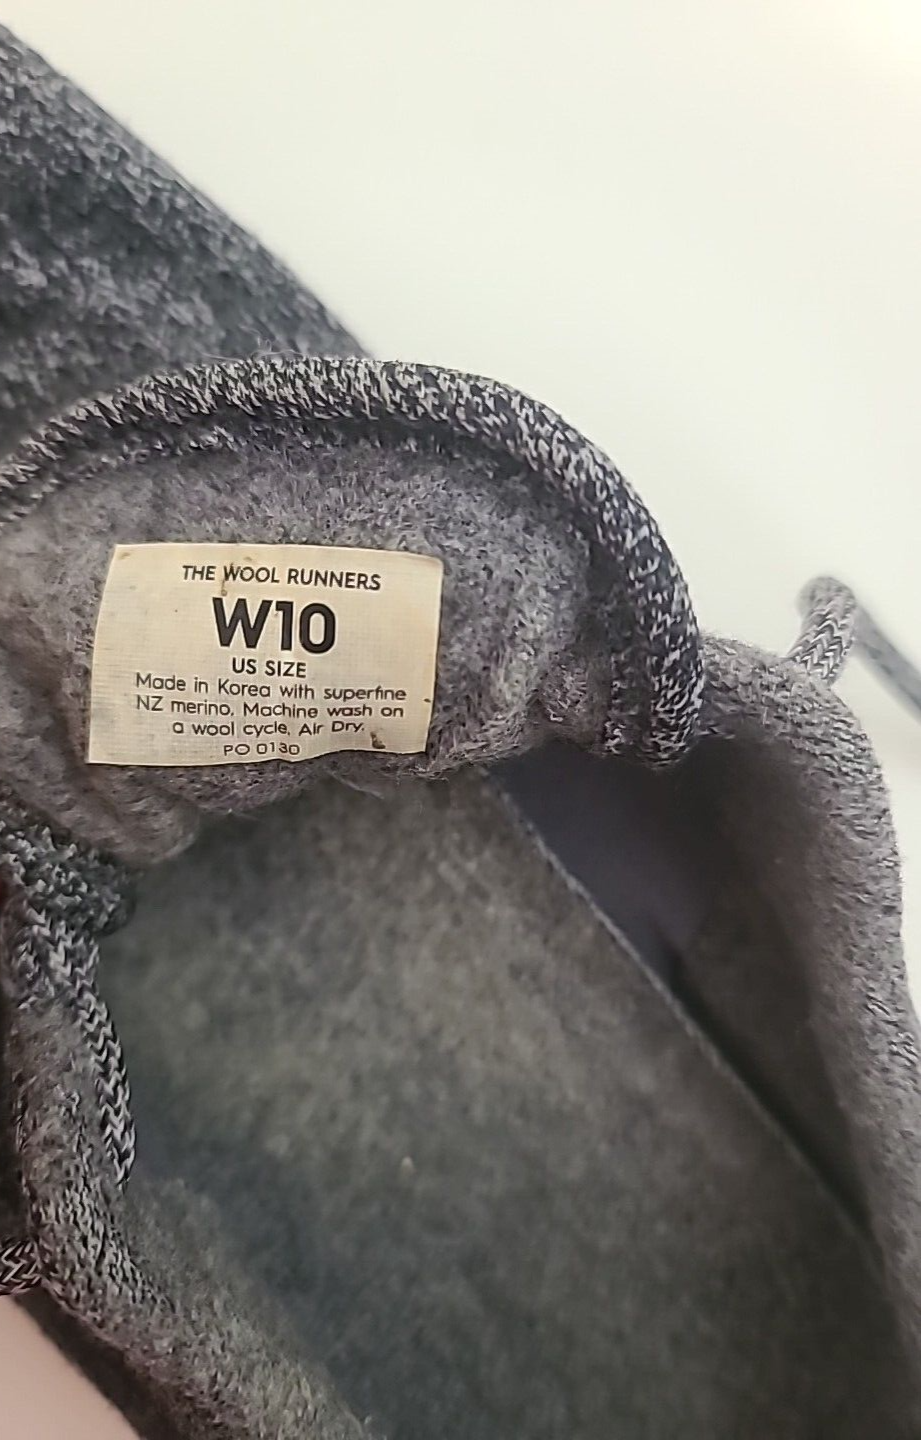 THE WOOL RUNNERS
W10
US SIZE
Made in Korea with superfine
NZ merino. Machine wash on
a wool cycle, Air Dry.
PO 0130